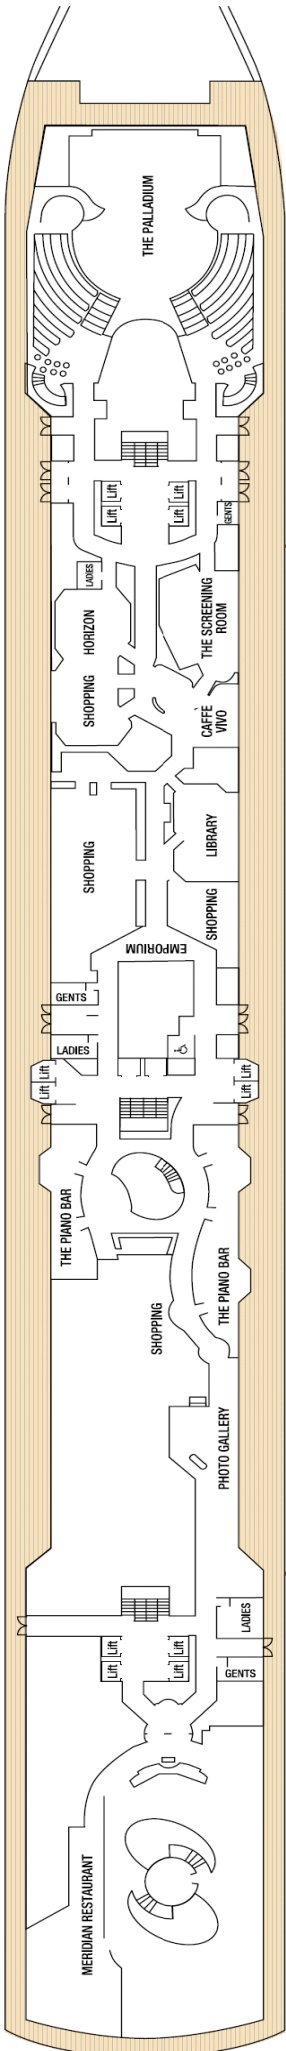 THE PALLADIUM
Lift
Lift
Lift
Lift
GENTS
LADIES
HORIZON
SHOPPING
THE SCREENING
ROOM
CAFFE
VIVO
SHOPPING
LIBRARY
SHOPPING
EMPORIUM
GENTS
LADIES
Lift
Lift
Lift
Lift
THE PIANO BAR
THE PIANO BAR
SHOPPING
PHOTO GALLERY
LADIES
Lift
Lift
Lift
Lift
GENTS
MERIDIAN RESTAURANT